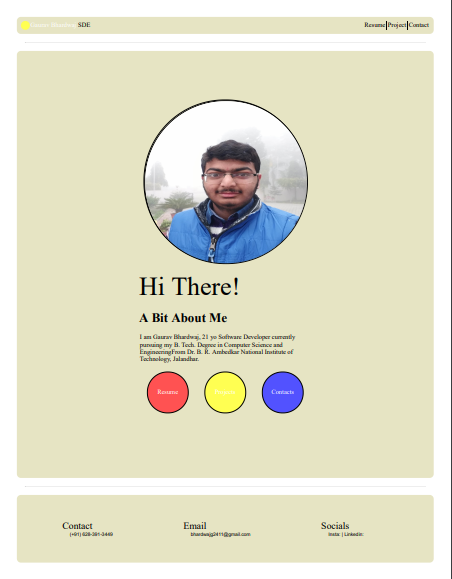 Gaurav Bhardwaj SDE
Resume Project Contact
Hi There!
A Bit About Me
I am Gaurav Bhardwaj, 21 yo Software Developer currently
pursuing my B. Tech. Degree in Computer Science and
EngineeringFrom Dr. B. R. Ambedkar National Institute of
Technology, Jalandhar.
Resume
Contacts
Contact
Email
Socials
(+91) 628-391-3449
bhardwajg2411@gmail.com
Insta: | Linkedin: